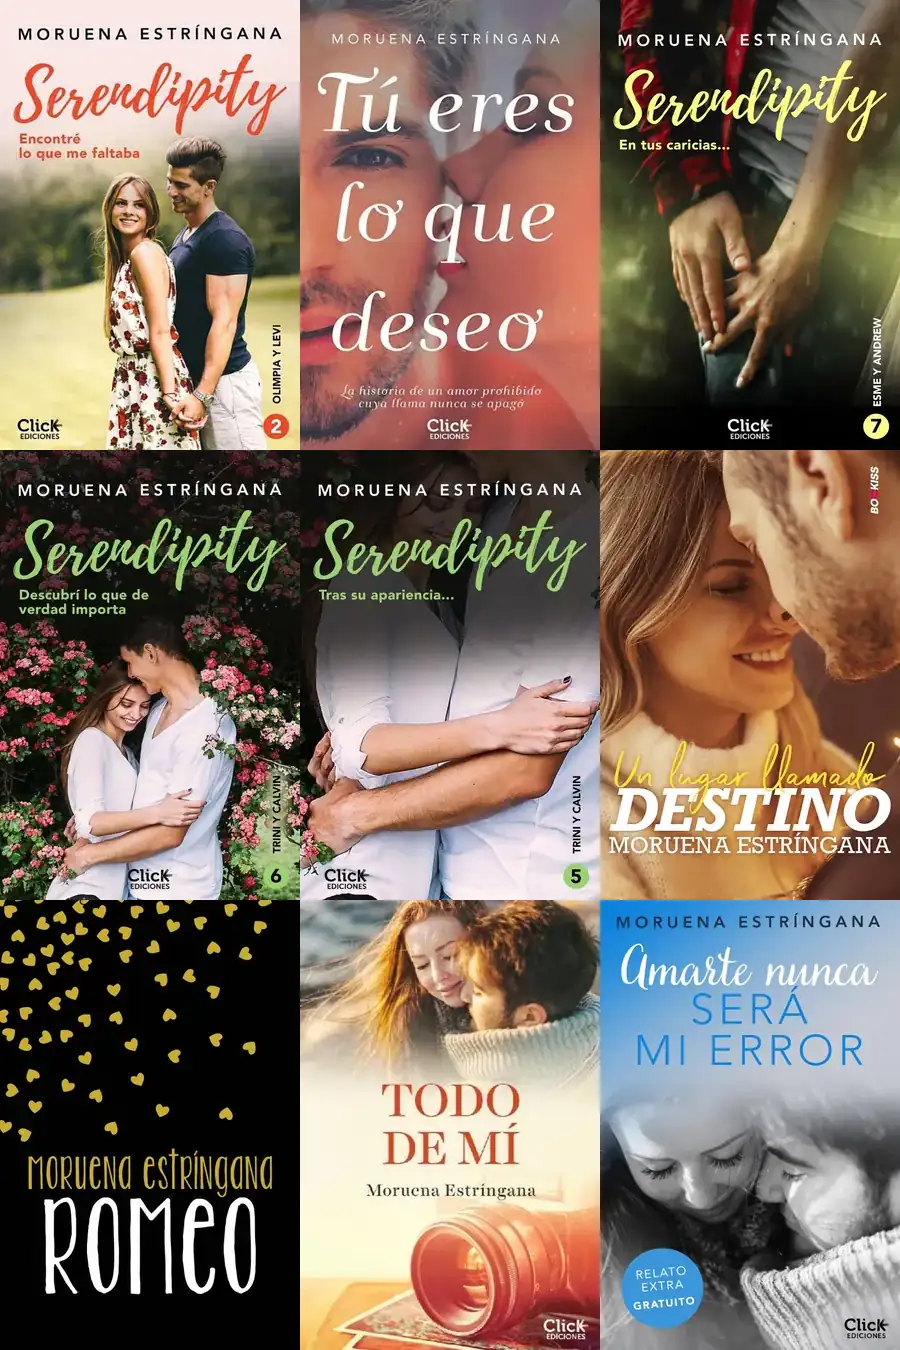 MORUENA ESTRÍNGANA
Serendipity
Encontré
lo que me faltaba
OLIMPIA Y LEVI
2
Click
EDICIONES
MORUENA ESTRÍNGANA
Tú eres
lo que
deseo
La historia de un amor prohibido
cuya llama nunca se apagó
Click
EDICIONES
MORUENA ESTRÍNGANA
Serendipity
En tus caricias...
ESME Y ANDREW
7
Click
EDICIONES
MORUENA ESTRÍNGANA
Serendipity
Descubrí lo que de
verdad importa
TRINI Y CALVIN
6
Click
EDICIONES
MORUENA ESTRÍNGANA
Serendipity
Tras su apariencia...
TRINI Y CALVIN
5
Click
EDICIONES
BOOKISS
Un lugar llamado
DESTINO
MORUENA ESTRÍNGANA
MORUENA ESTRÍNGANA
ROMEO
TODO
DE MÍ
Moruena Estríngana
Click
EDICIONES
MORUENA ESTRÍNGANA
Amarte nunca
SERÁ
MI ERROR
RELATO
EXTRA
GRATUITO
Click
EDICIONES